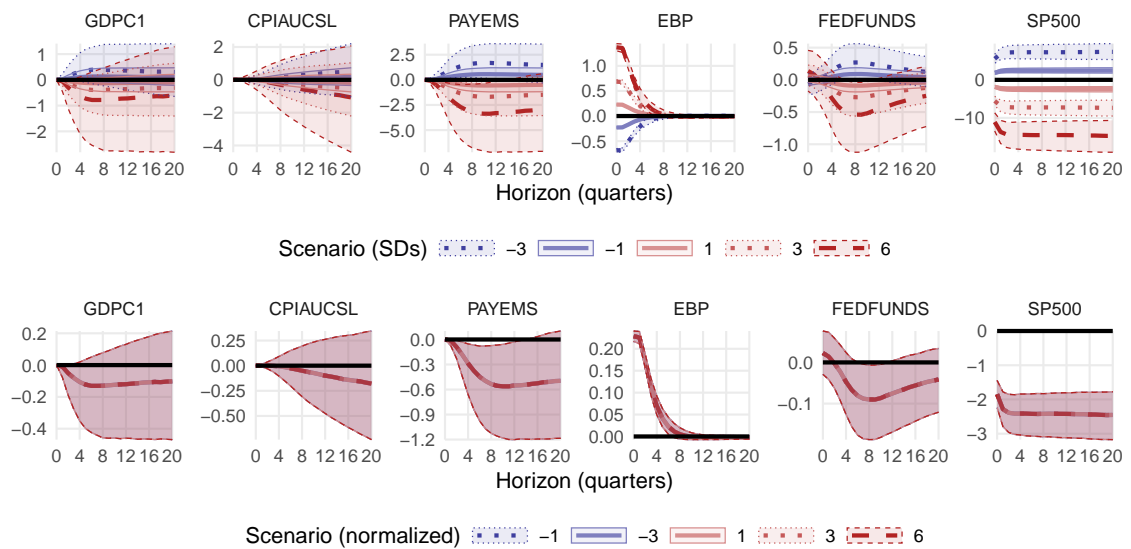 GDPC1 CPIAUCSL PAYEMS EBP FEDFUNDS SP500
1 0 −1 −2
2 0 −2 −4
2.5 0.0 −2.5 −5.0
1.0 0.5 0.0 −0.5
0.5 0.0 −0.5 −1.0
0 −10
0 4 8 12 16 20 0 4 8 12 16 20 0 4 8 12 16 20 0 4 8 12 16 20 0 4 8 12 16 20 0 4 8 12 16 20
Horizon (quarters)
Scenario (SDs) −3 −1 1 3 6
GDPC1 CPIAUCSL PAYEMS EBP FEDFUNDS SP500
0.2 0.0 −0.2 −0.4
0.25 0.00 −0.25 −0.50
0.0 −0.3 −0.6 −0.9 −1.2
0.20 0.15 0.10 0.05 0.00
0.0 −0.1
0 −1 −2 −3
0 4 8 12 16 20 0 4 8 12 16 20 0 4 8 12 16 20 0 4 8 12 16 20 0 4 8 12 16 20 0 4 8 12 16 20
Horizon (quarters)
Scenario (normalized) −1 −3 1 3 6